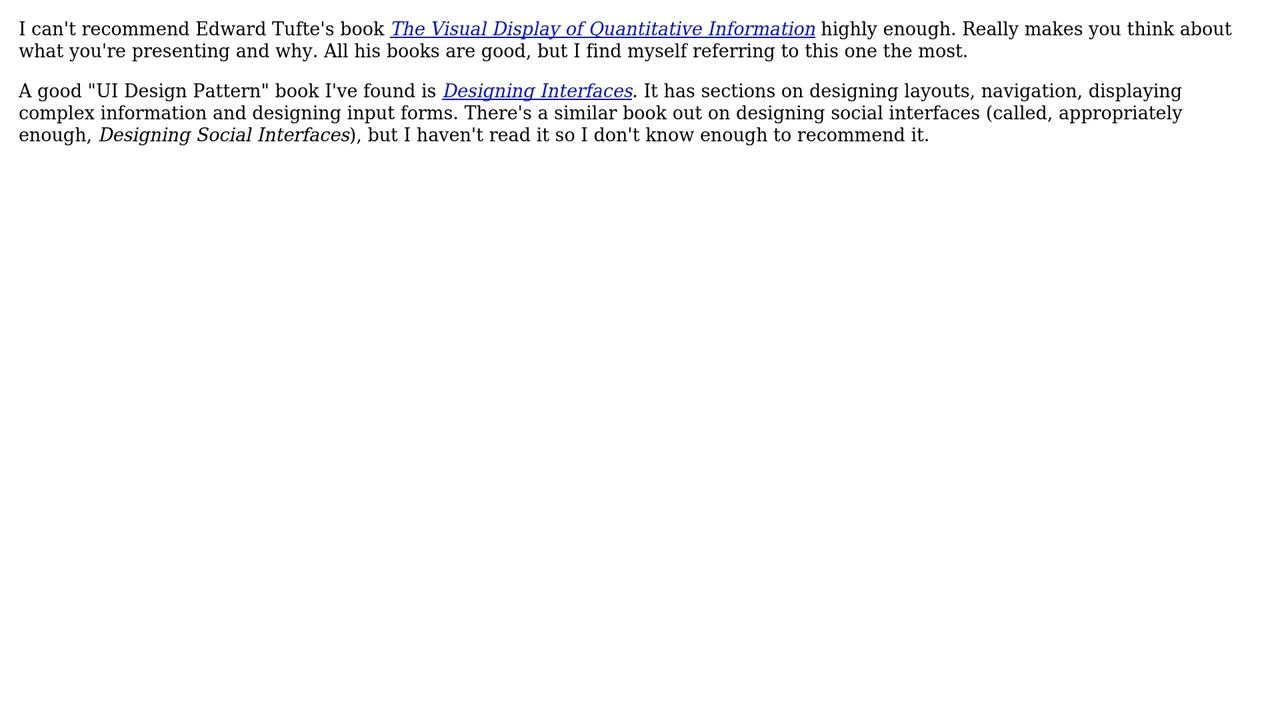 I can't recommend Edward Tufte's book The Visual Display of Quantitative Information highly enough. Really makes you think about
what you're presenting and why. All his books are good, but I find myself referring to this one the most.
A good "UI Design Pattern" book I've found is Designing Interfaces. It has sections on designing layouts, navigation, displaying
complex information and designing input forms. There's a similar book out on designing social interfaces (called, appropriately
enough, Designing Social Interfaces), but I haven't read it so I don't know enough to recommend it.